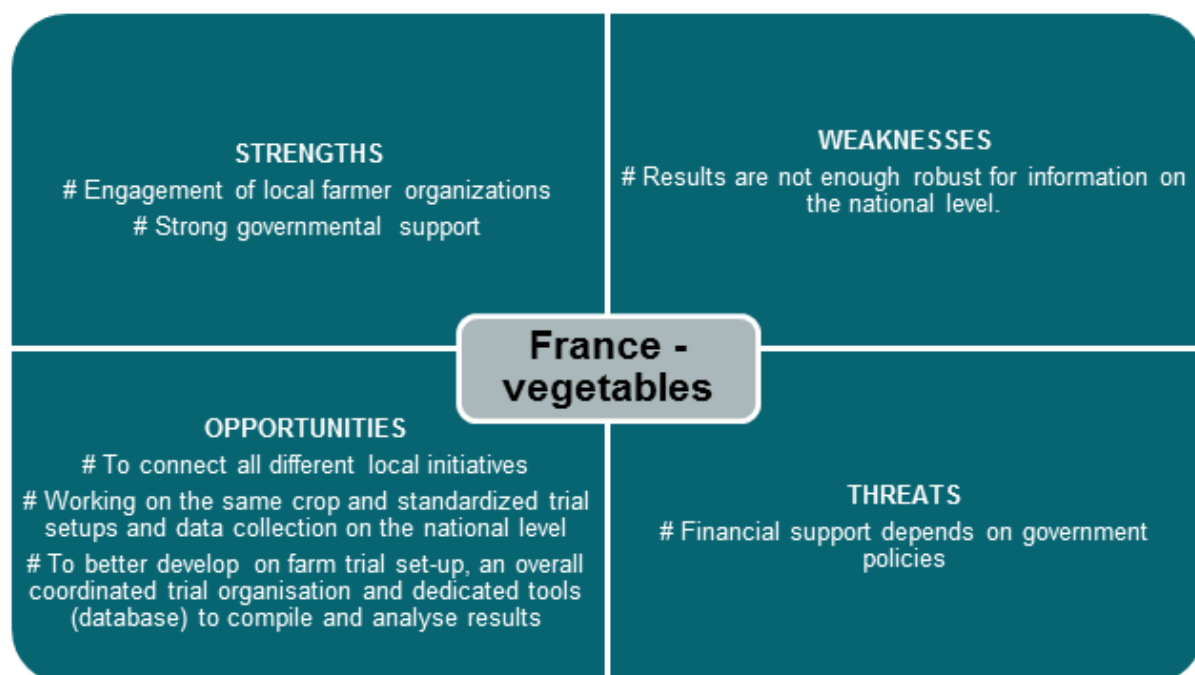 STRENGTHS
# Engagement of local farmer organizations
# Strong governmental support
WEAKNESSES
# Results are not enough robust for information on
the national level.
France -
vegetables
OPPORTUNITIES
# To connect all different local initiatives
# Working on the same crop and standardized trial
setups and data collection on the national level
# To better develop on farm trial set-up, an overall
coordinated trial organisation and dedicated tools
(database) to compile and analyse results
THREATS
# Financial support depends on government
policies